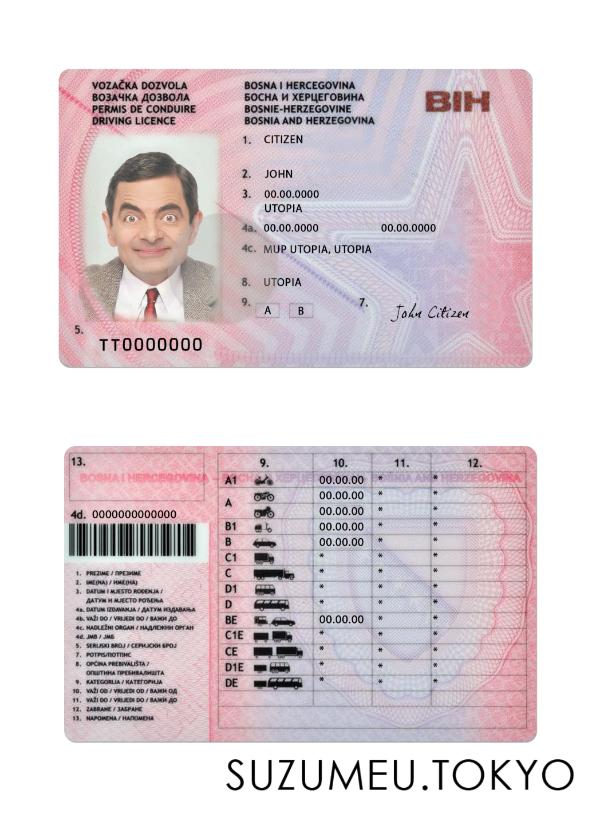 VOZAČKA DOZVOLA
ВОЗАЧКА ДОЗВОЛА
PERMIS DE CONDUIRE
DRIVING LICENCE
BOSNA I HERCEGOVINA
БОСНА И ХЕРЦЕГОВИНА
BOSNIE-HERZEGOVINE
BOSNIA AND HERZEGOVINA
BIH
1. CITIZEN
2. JOHN
3. 00.00.0000
UTOPIA
4a. 00.00.0000 00.00.0000
4c. MUP UTOPIA, UTOPIA
8. UTOPIA
9. A B 7. John Citizen
5. TT0000000
13.
BOSNA I HERCEGOVINA
4d. 0000000000000
1. PREZIME / ПРЕЗИМЕ
2. IME(NA) / ИМЕ(НА)
3. DATUM I MJESTO ROĐENJA /
ДАТУМ И МЈЕСТО РОЂЕЊА
4a. DATUM IZDAVANJA / ДАТУМ ИЗДАВАЊА
4b. VAŽI DO / VRIJEDI DO / ВАЖИ ДО
4c. NADLEŽNI ORGAN / НАДЛЕЖНИ ОРГАН
4d. JMB / ЈМБ
5. SERIJSKI BROJ / СЕРИЈСКИ БРОЈ
7. POTPIS/ПОТПИС
8. OPĆINA PREBIVALIŠTA /
ОПШТИНА ПРЕБИВАЛИШТА
9. KATEGORIJA / КАТЕГОРИЈА
10. VAŽI OD / VRIJEDI OD / ВАЖИ ОД
11. VAŽI DO / VRIJEDI DO / ВАЖИ ДО
12. ZABRANE / ЗАБРАНЕ
13. NAPOMENA / НАПОМЕНА
9. 10. 11. 12.
A1 00.00.00 * *
00.00.00 * *
A
00.00.00 * *
B1 00.00.00 * *
B 00.00.00 * *
C1 * * *
C * * *
D1 * * *
D * * *
BE 00.00.00 * *
C1E * * *
CE * * *
D1E * * *
DE * * *
SUZUMEU.TOKYO